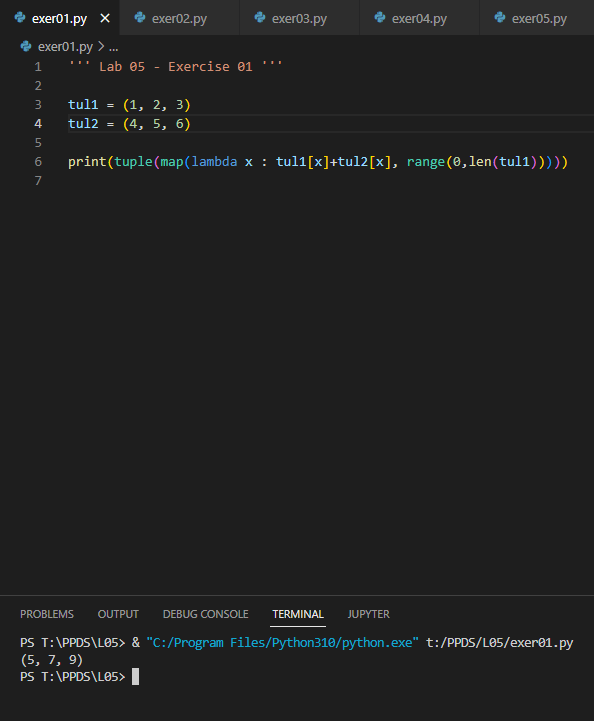 exer01.py exer02.py exer03.py exer04.py exer05.py
exer01.py > ...
1 ''' Lab 05 - Exercise 01 '''
2
3 tul1 = (1, 2, 3)
4 tul2 = (4, 5, 6)
5
6 print(tuple(map(lambda x : tul1[x]+tul2[x], range(0,len(tul1)))))
7
PROBLEMS OUTPUT DEBUG CONSOLE TERMINAL JUPYTER
PS T:\PPDS\L05> & "C:/Program Files/Python310/python.exe" t:/PPDS/L05/exer01.py
(5, 7, 9)
PS T:\PPDS\L05>